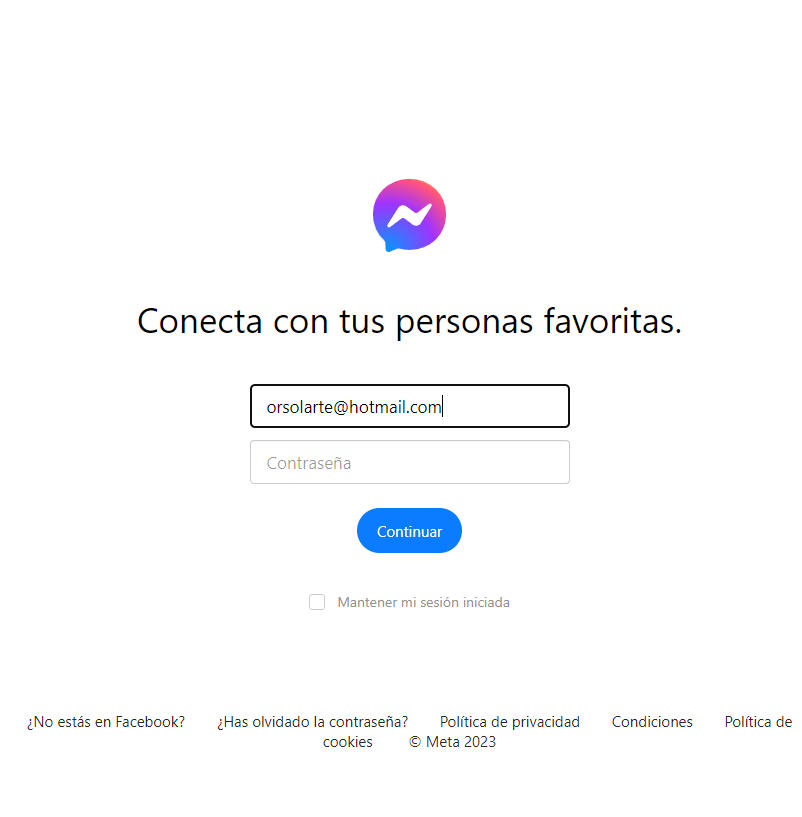 Conecta con tus personas favoritas.
orsolarte@hotmail.com
Contraseña
Continuar
Mantener mi sesión iniciada
¿No estás en Facebook? ¿Has olvidado la contraseña? Política de privacidad Condiciones Política de
cookies © Meta 2023